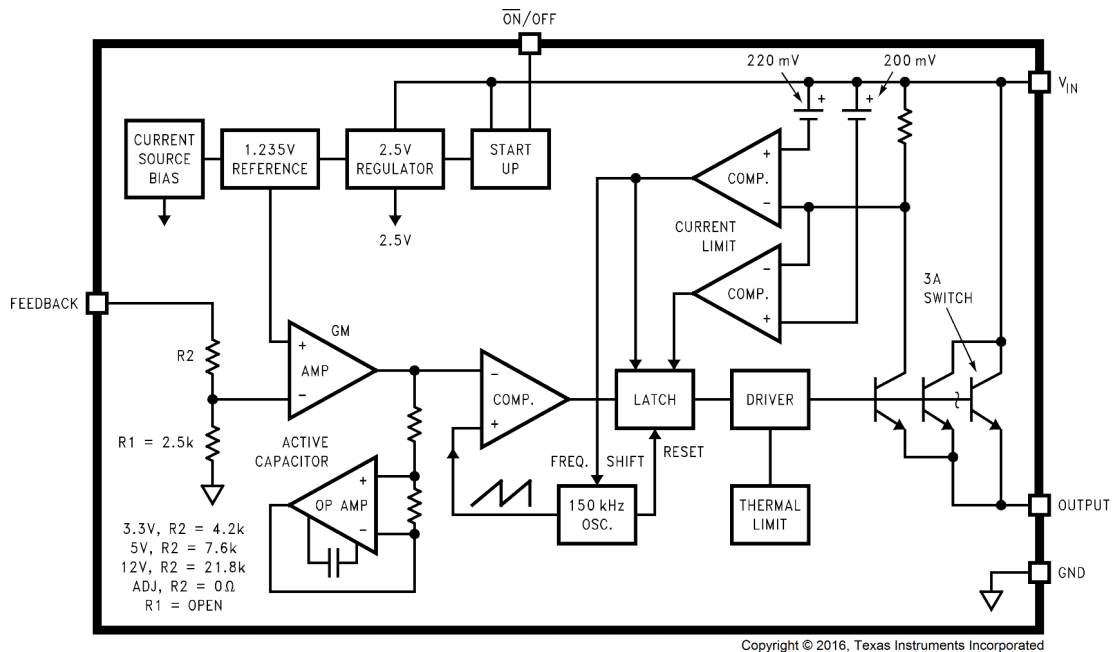 ON/OFF
220 mV
200 mV
VIN
CURRENT
SOURCE
BIAS
1.235V
REFERENCE
2.5V
REGULATOR
START
UP
2.5V
+
+
+
COMP.
−
CURRENT
LIMIT
−
COMP.
+
3A
SWITCH
FEEDBACK
R2
GM
+
AMP
−
−
COMP.
+
LATCH
DRIVER
R1 = 2.5k
ACTIVE
CAPACITOR
FREQ. SHIFT
RESET
+
OP AMP
−
150 kHz
OSC.
THERMAL
LIMIT
OUTPUT
3.3V, R2 = 4.2k
5V, R2 = 7.6k
12V, R2 = 21.8k
ADJ, R2 = 0Ω
R1 = OPEN
GND
Copyright © 2016, Texas Instruments Incorporated